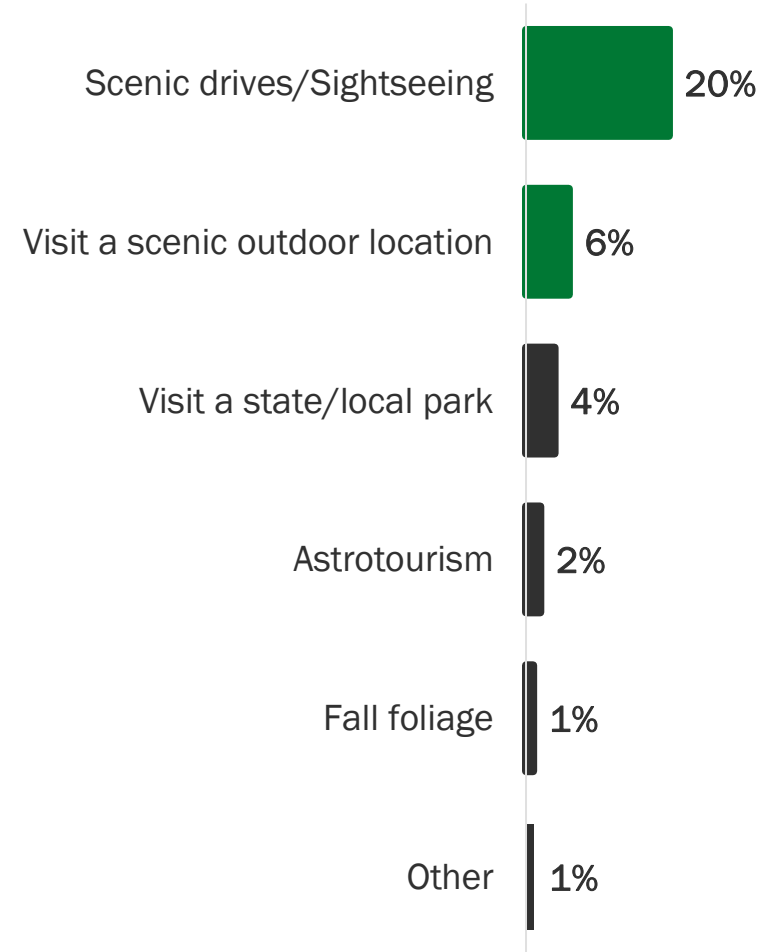 Scenic drives/Sightseeing 20%
Visit a scenic outdoor location 6%
Visit a state/local park 4%
Astrotourism 2%
Fall foliage 1%
Other 1%